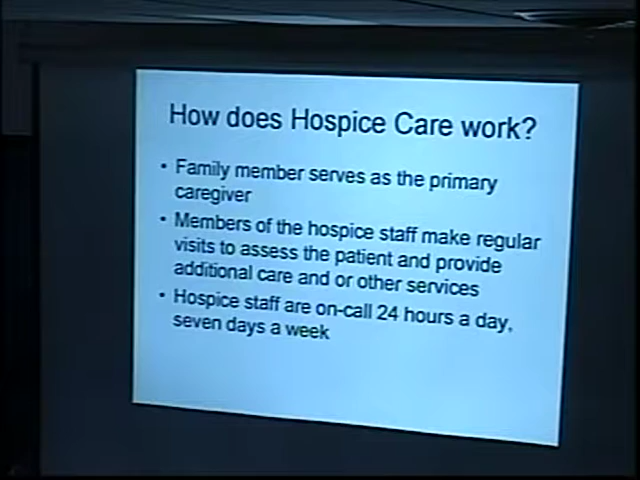 How does Hospice Care work?
• Family member serves as the primary
caregiver
• Members of the hospice staff make regular
visits to assess the patient and provide
additional care and or other services
• Hospice staff are on-call 24 hours a day,
seven days a week